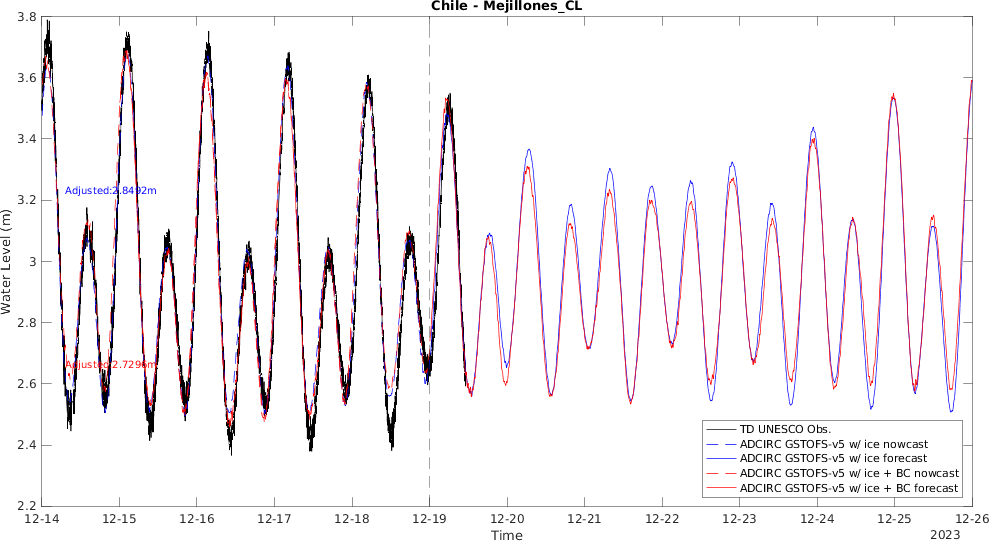 Chile - Mejillones_CL
3.8
3.6
3.4
3.2
3
2.8
2.6
2.4
2.2
Water Level (m)
Adjusted:2.8492m
Adjusted:2.7296m
TD UNESCO Obs.
ADCIRC GSTOFS-v5 w/ ice nowcast
ADCIRC GSTOFS-v5 w/ ice forecast
ADCIRC GSTOFS-v5 w/ ice + BC nowcast
ADCIRC GSTOFS-v5 w/ ice + BC forecast
12-14 12-15 12-16 12-17 12-18 12-19 12-20 12-21 12-22 12-23 12-24 12-25 12-26
Time
2023